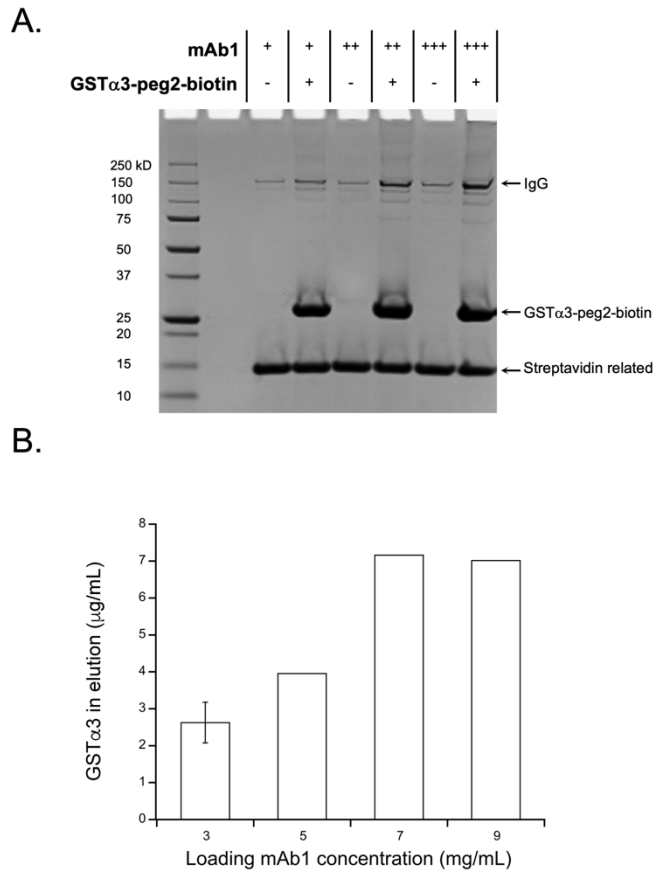 A.
mAb1 + + ++ ++ +++ +++
GSTα3-peg2-biotin - + - + - +
250 kD
150
IgG
100
75
50
37
GSTα3-peg2-biotin
25
20
15
Streptavidin related
10
B.
8
7
6
5
4
3
2
1
0
GSTα3 in elution (µg/mL)
3 5 7 9
Loading mAb1 concentration (mg/mL)